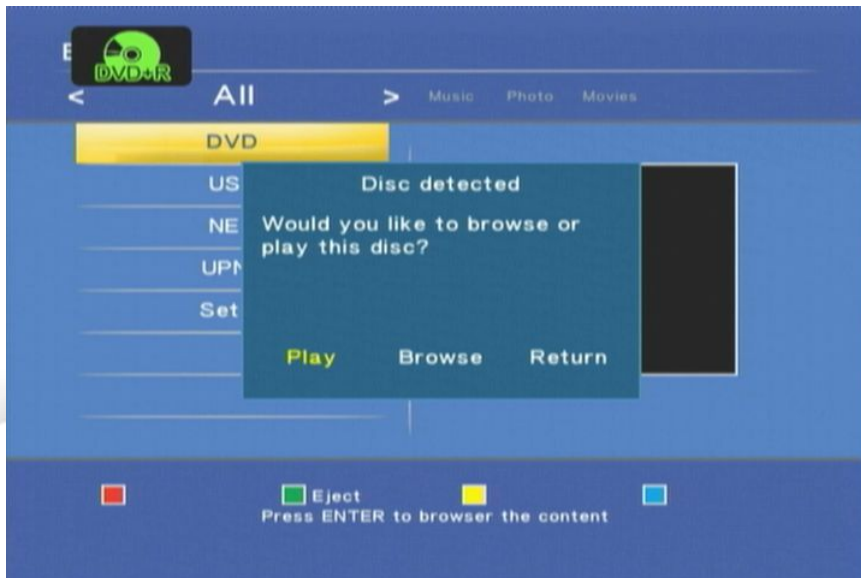 DVD+R
< All > Music Photo Movies
DVD
US
NE
UPN
Set
Disc detected
Would you like to browse or
play this disc?
Play Browse Return
Eject
Press ENTER to browser the content